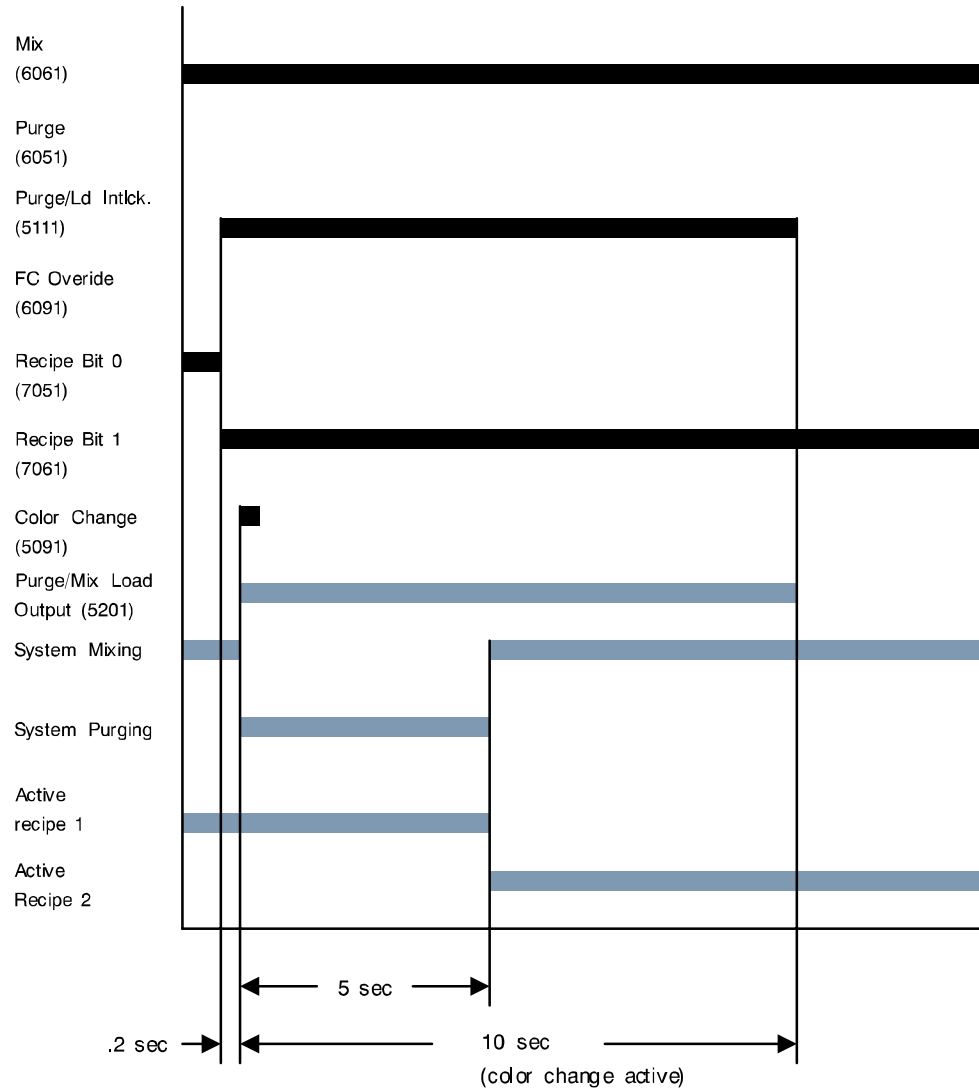 Mix
(6061)
Purge
(6051)
Purge/Ld Intlck.
(5111)
FC Overide
(6091)
Recipe Bit 0
(7051)
Recipe Bit 1
(7061)
Color Change
(5091)
Purge/Mix Load
Output (5201)
System Mixing
System Purging
Active
recipe 1
Active
Recipe 2
5 sec
.2 sec
10 sec
(color change active)